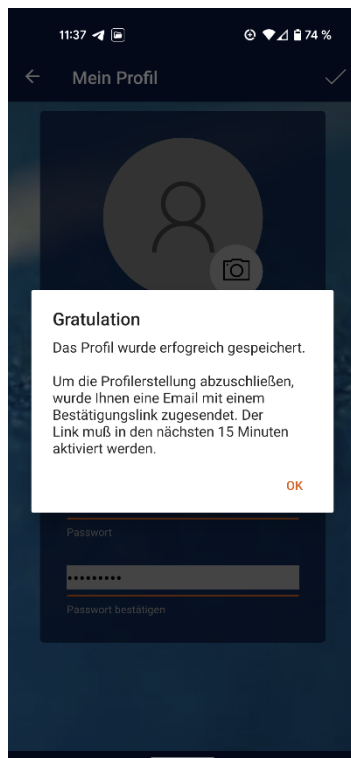 11:37 74 %
Mein Profil
Gratulation
Das Profil wurde erfogreich gespeichert.
Um die Profilerstellung abzuschließen,
wurde Ihnen eine Email mit einem
Bestätigungslink zugesendet. Der
Link muß in den nächsten 15 Minuten
aktiviert werden.
OK
Passwort
•••••••••
Passwort bestätigen